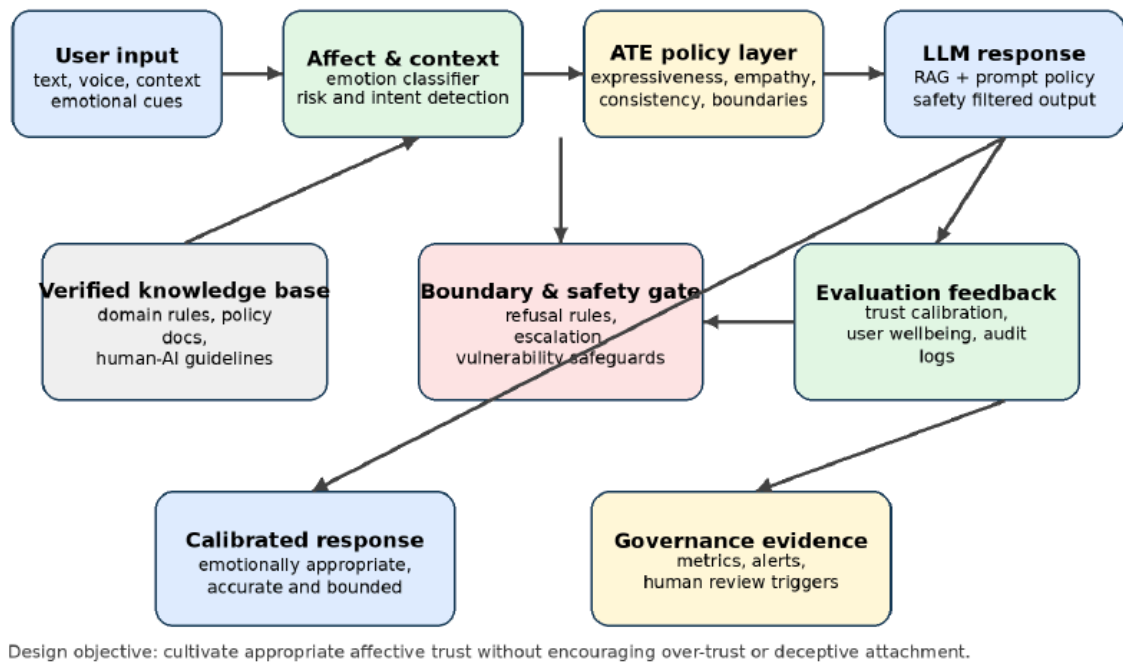 User input
text, voice, context
emotional cues
Affect & context
emotion classifier
risk and intent detection
ATE policy layer
expressiveness, empathy,
consistency, boundaries
LLM response
RAG + prompt policy
safety filtered output
Verified knowledge base
domain rules, policy
docs,
human-AI guidelines
Boundary & safety gate
refusal rules,
escalation
vulnerability safeguards
Evaluation feedback
trust calibration,
user wellbeing, audit
logs
Calibrated response
emotionally appropriate,
accurate and bounded
Governance evidence
metrics, alerts,
human review triggers
Design objective: cultivate appropriate affective trust without encouraging over-trust or deceptive attachment.